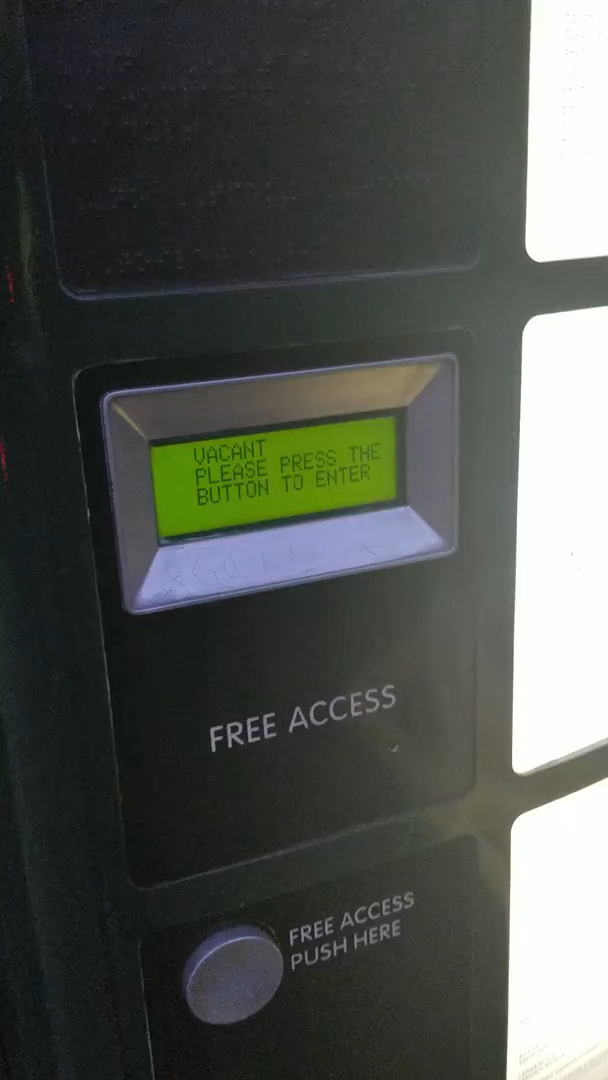 VACANT
PLEASE PRESS THE
BUTTON TO ENTER
FREE ACCESS
FREE ACCESS
PUSH HERE